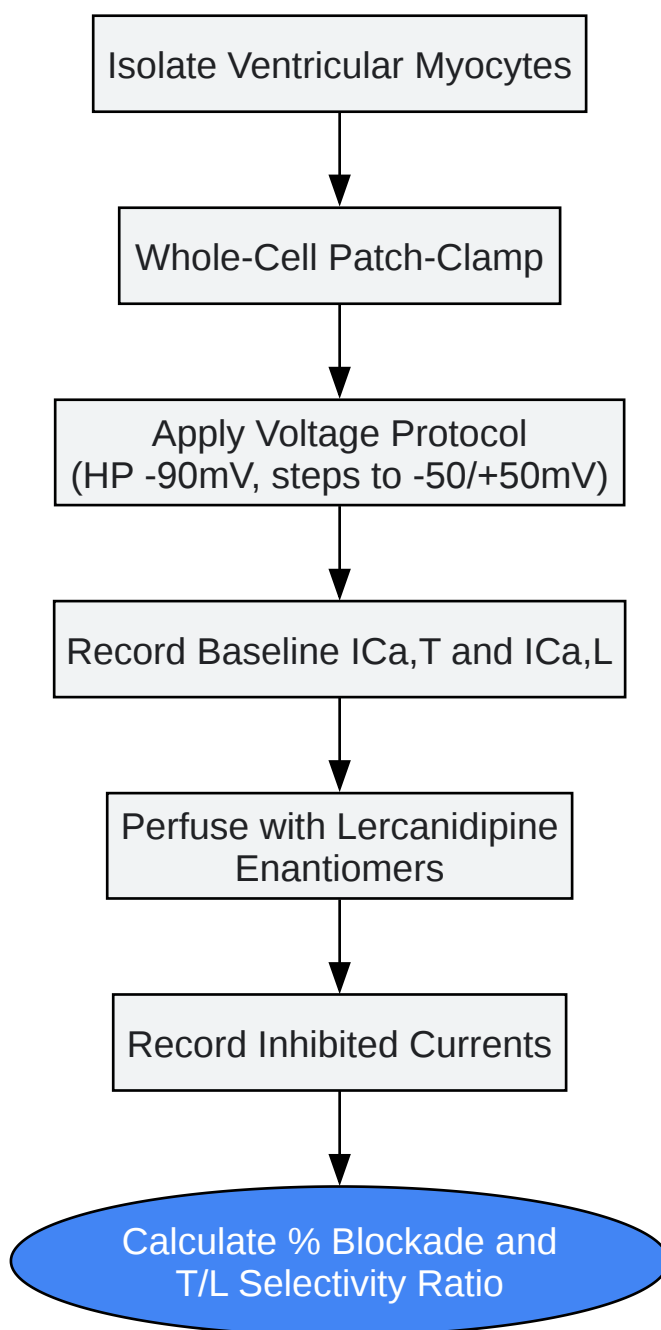 Isolate Ventricular Myocytes
Whole-Cell Patch-Clamp
Apply Voltage Protocol
(HP -90mV, steps to -50/+50mV)
Record Baseline ICa,T and ICa,L
Perfuse with Lercanidipine
Enantiomers
Record Inhibited Currents
Calculate % Blockade and
T/L Selectivity Ratio